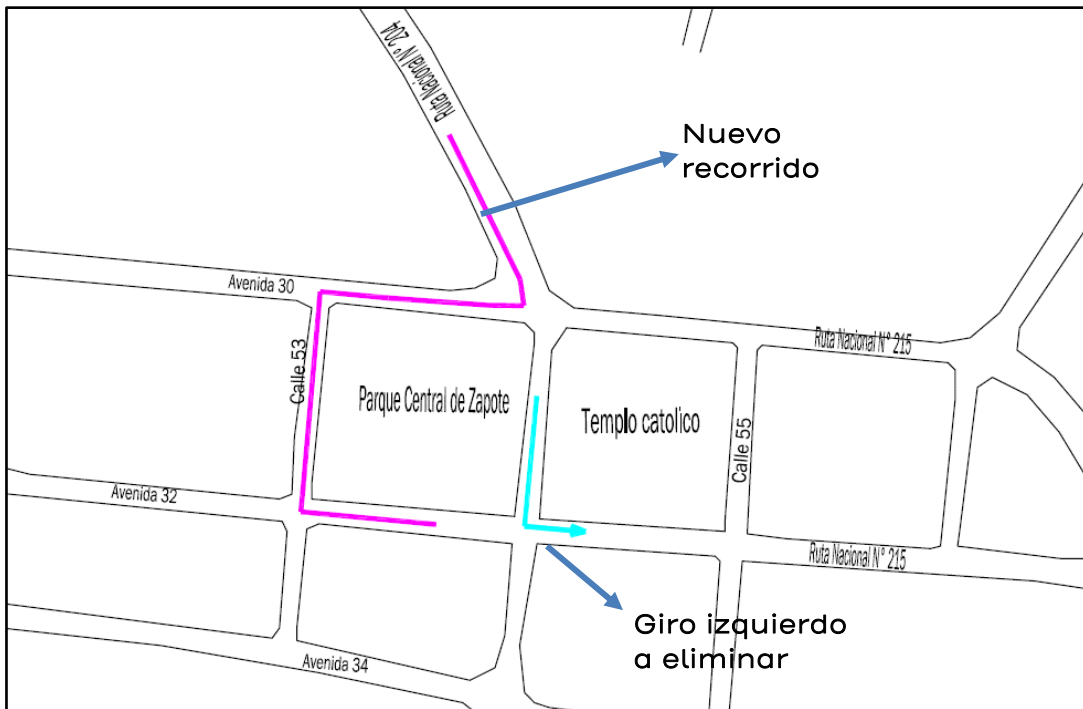 Ruta Nacional N° 204
Nuevo
recorrido
Avenida 30
Ruta Nacional N° 215
Calle 53
Parque Central de Zapote
Templo catolico
Calle 55
Avenida 32
Ruta Nacional N° 215
Giro izquierdo
a eliminar
Avenida 34